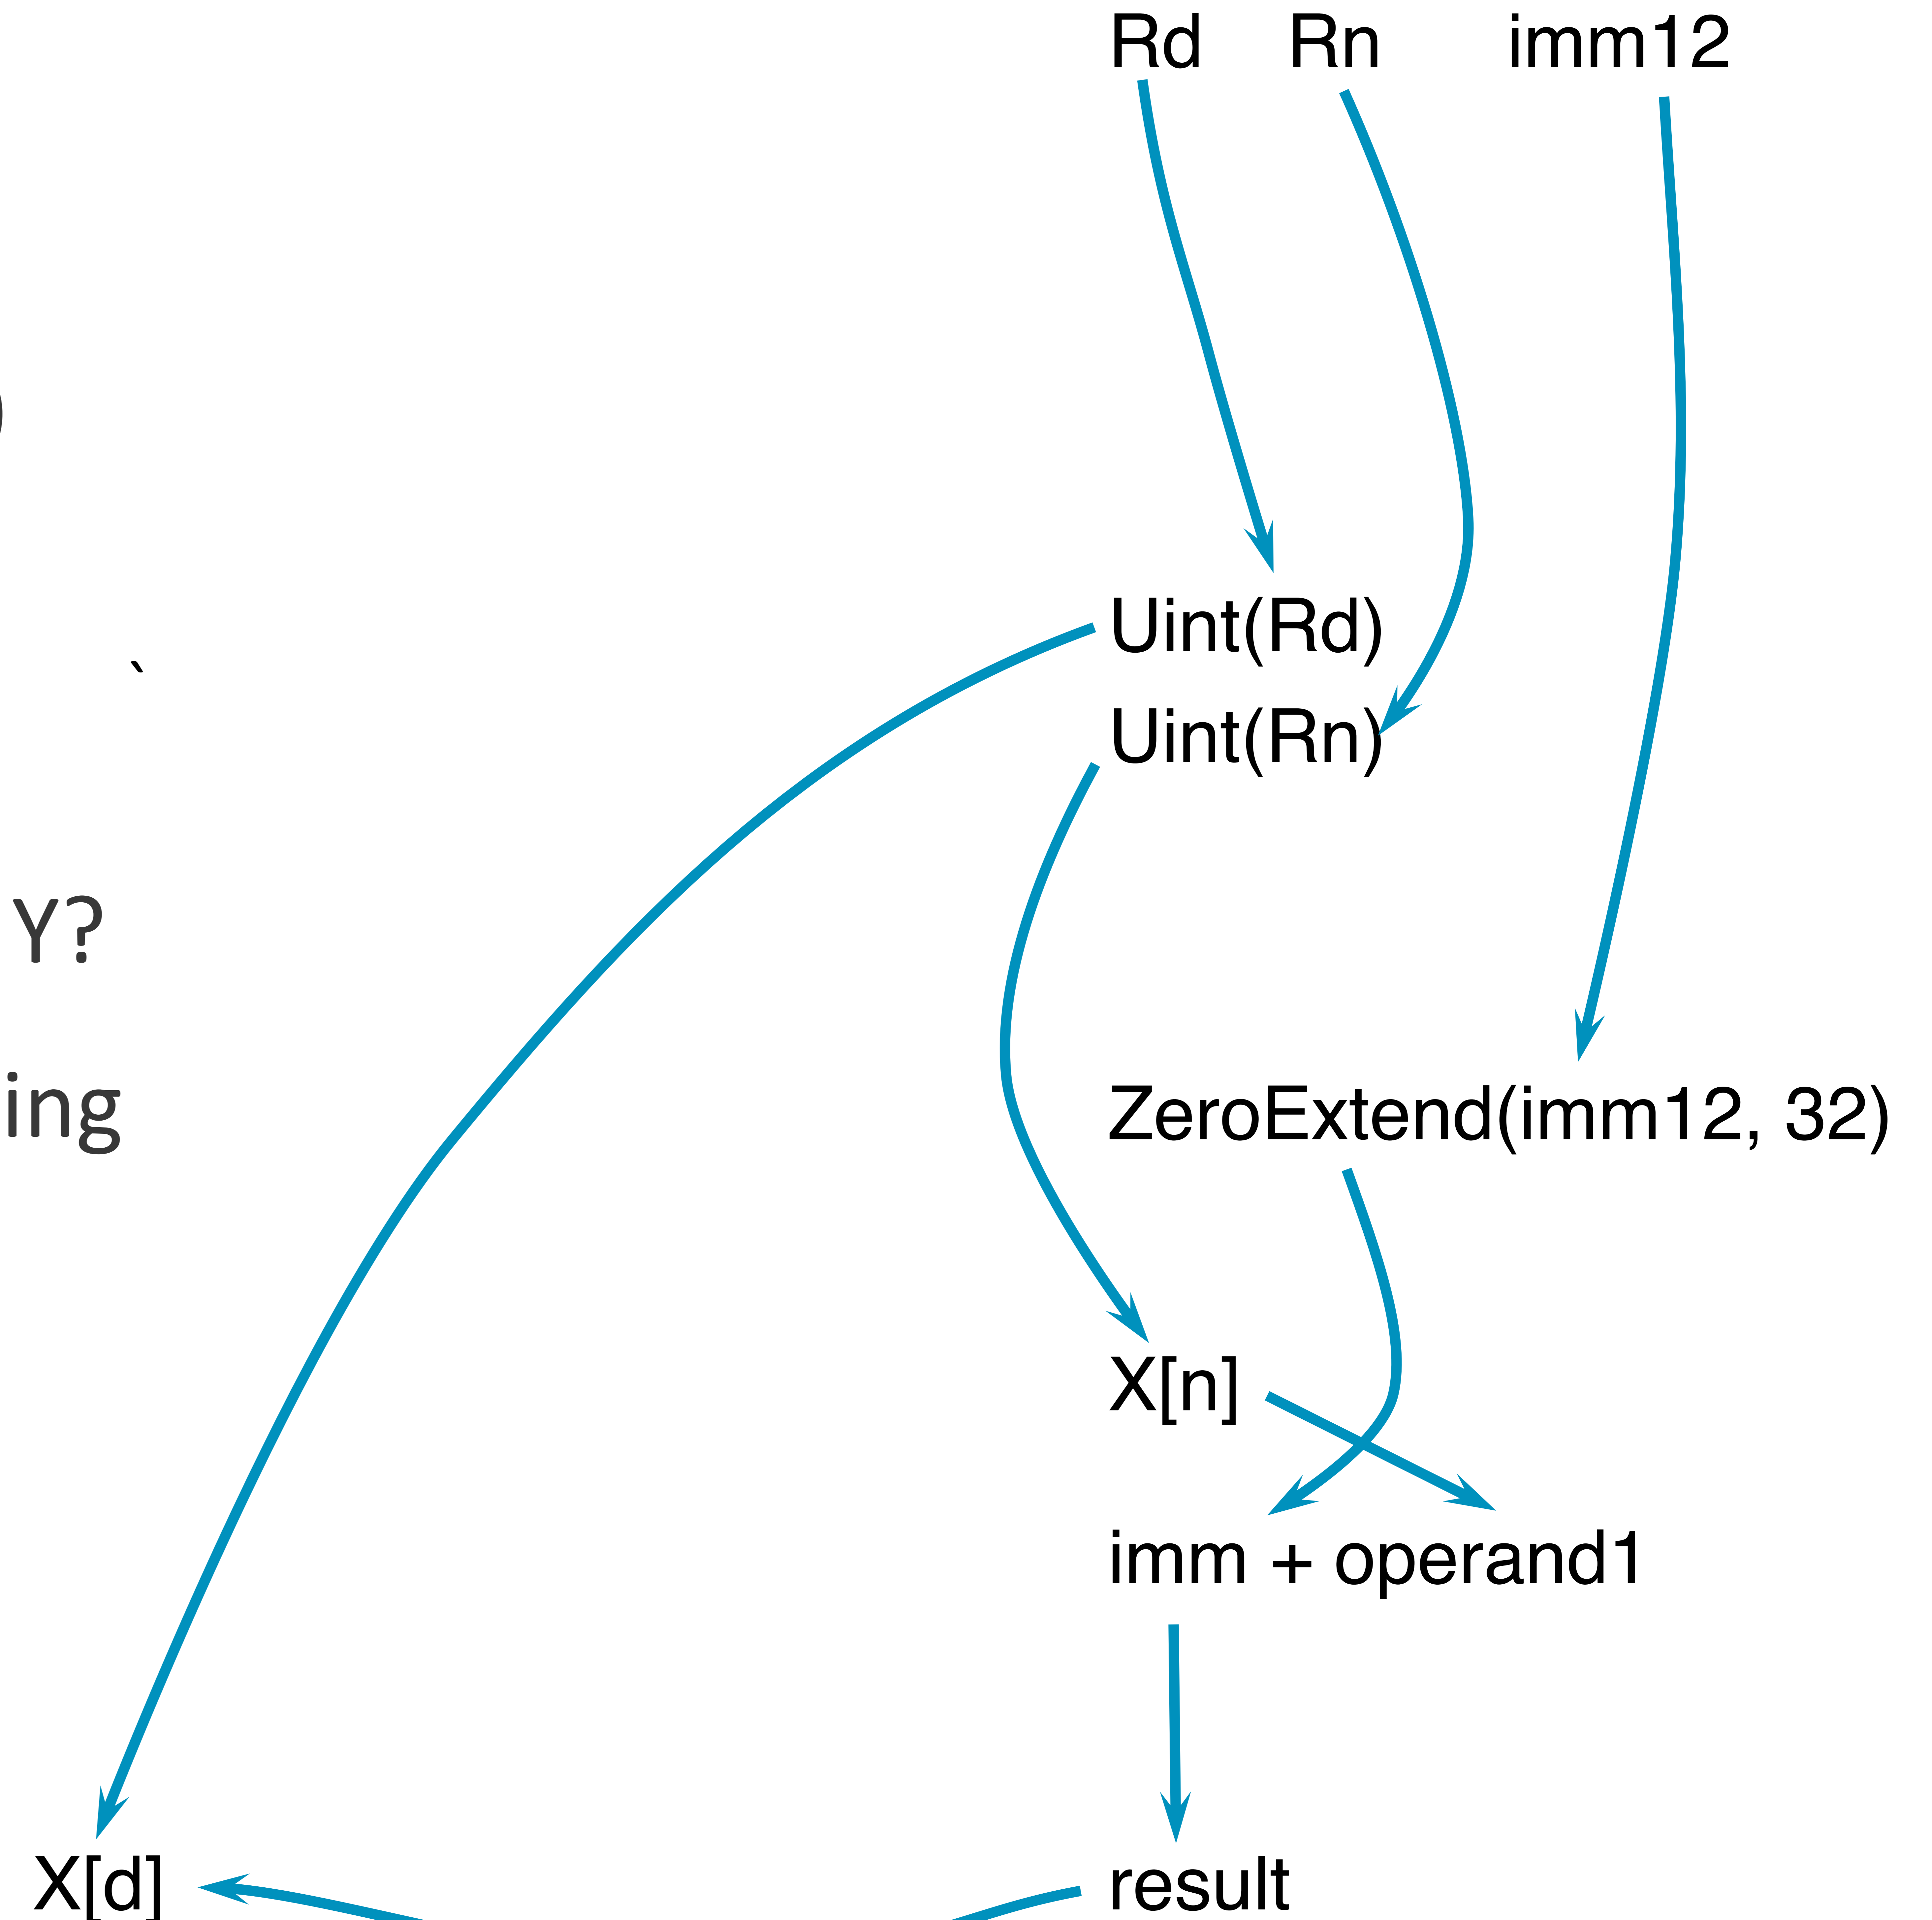 Rd Rn imm12
)
Uint(Rd)
`
Uint(Rn)
Y?
ing
ZeroExtend(imm12, 32)
X[n]
imm + operand1
X[d] result